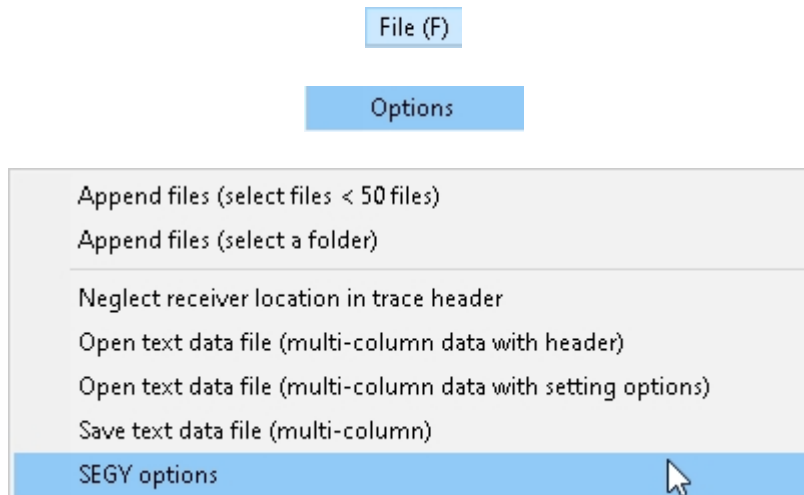 File (F)
Options
Append files (select files < 50 files)
Append files (select a folder)
Neglect receiver location in trace header
Open text data file (multi-column data with header)
Open text data file (multi-column data with setting options)
Save text data file (multi-column)
SEGY options